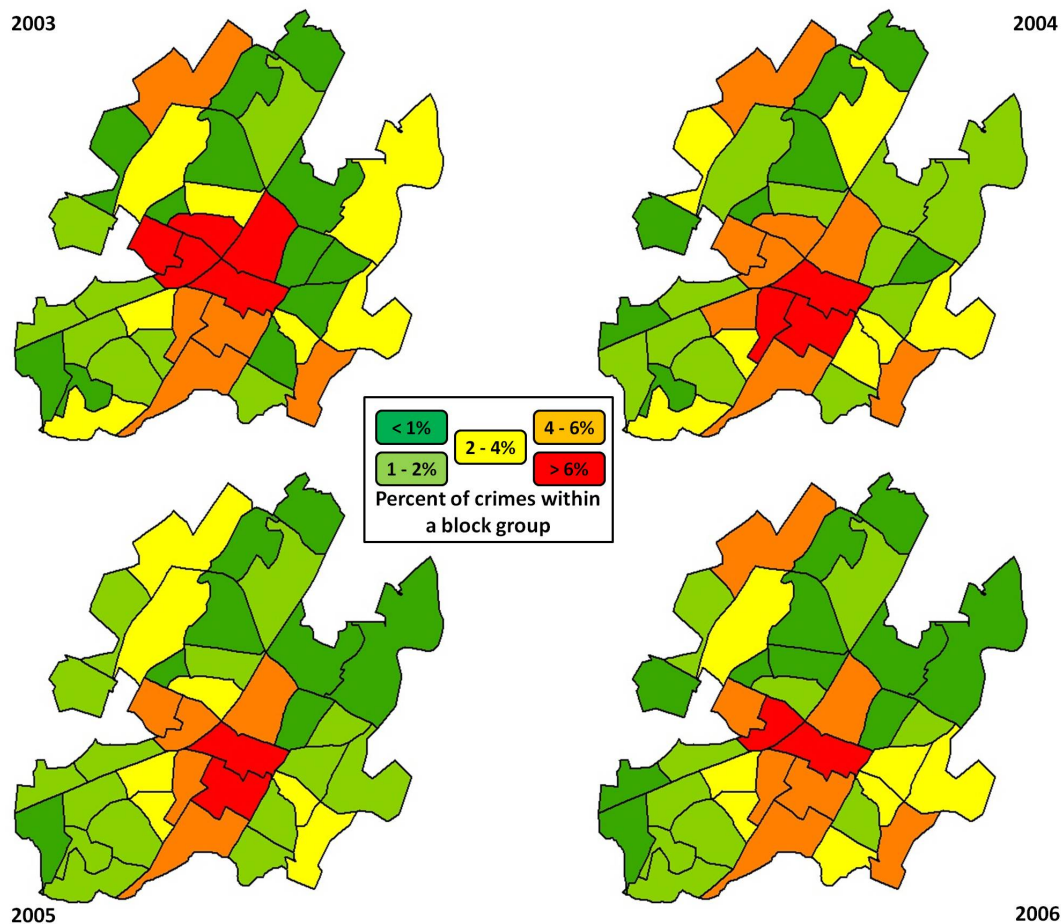 2003
2004
< 1%
4 - 6%
2 - 4%
1 - 2%
> 6%
Percent of crimes within
a block group
2005
2006